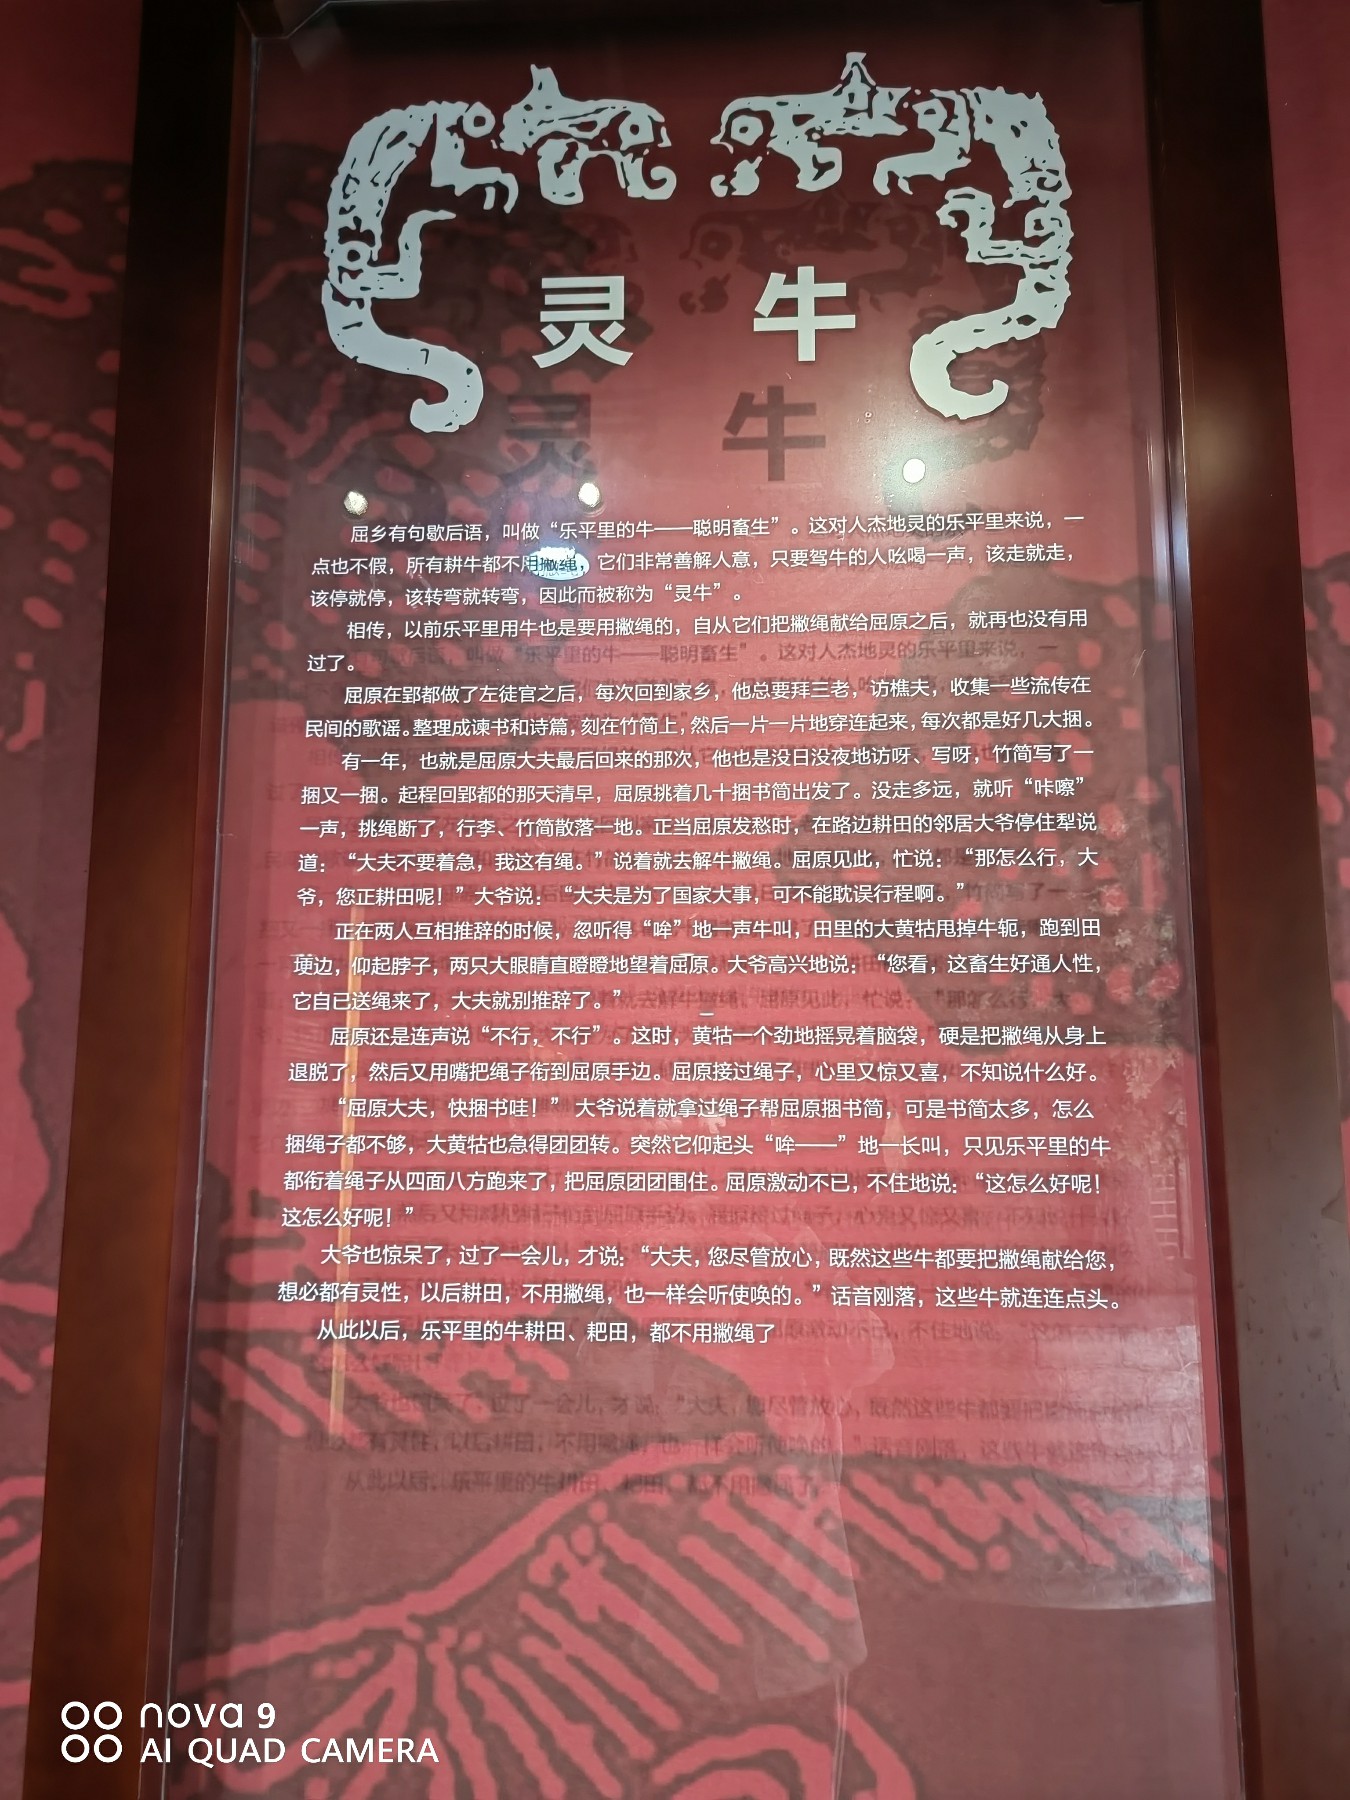 灵 牛
屈乡有句歇后语，叫做“乐平里的牛——聪明畜生”。这对人杰地灵的乐平里来说，一
点也不假，所有耕牛都不用撇绳，它们非常善解人意，只要驾牛的人吆喝一声，该走就走，
该停就停，该转弯就转弯，因此而被称为“灵牛”。
相传，以前乐平里用牛也是要用撇绳的，自从它们把撇绳献给屈原之后，就再也没有用
过了。
屈原在郢都做了左徒官之后，每次回到家乡，他总要拜三老，访樵夫，收集一些流传在
民间的歌谣。整理成谏书和诗篇，刻在竹简上，然后一片一片地穿连起来，每次都是好几大捆。
有一年，也就是屈原大夫最后回来的那次，他也是没日没夜地访呀、写呀，竹简写了一
捆又一捆。起程回郢都的那天清早，屈原挑着几十捆书简出发了。没走多远，就听“咔嚓”
一声，挑绳断了，行李、竹简散落一地。正当屈原发愁时，在路边耕田的邻居大爷停住犁说
道：“大夫不要着急，我这有绳。”说着就去解牛撇绳。屈原见此，忙说：“那怎么行，大
爷，您正耕田呢！”大爷说：“大夫是为了国家大事，可不能耽误行程啊。”
正在两人互相推辞的时候，忽听得“哞”地一声牛叫，田里的大黄牯甩掉牛轭，跑到田
埂边，仰起脖子，两只大眼睛直瞪瞪地望着屈原。大爷高兴地说：“您看，这畜生好通人性，
它自已送绳来了，大夫就别推辞了。”
屈原还是连声说“不行，不行”。这时，黄牯一个劲地摇晃着脑袋，硬是把撇绳从身上
退脱了，然后又用嘴把绳子衔到屈原手边。屈原接过绳子，心里又惊又喜，不知说什么好。
“屈原大夫，快捆书哇！”大爷说着就拿过绳子帮屈原捆书简，可是书简太多，怎么
捆绳子都不够，大黄牯也急得团团转。突然它仰起头“哞——”地一长叫，只见乐平里的牛
都衔着绳子从四面八方跑来了，把屈原团团围住。屈原激动不已，不住地说：“这怎么好呢！
这怎么好呢！”
大爷也惊呆了，过了一会儿，才说：“大夫，您尽管放心，既然这些牛都要把撇绳献给您，
想必都有灵性，以后耕田，不用撇绳，也一样会听使唤的。”话音刚落，这些牛就连连点头。
从此以后，乐平里的牛耕田、耙田，都不用撇绳了
nova 9
AI QUAD CAMERA